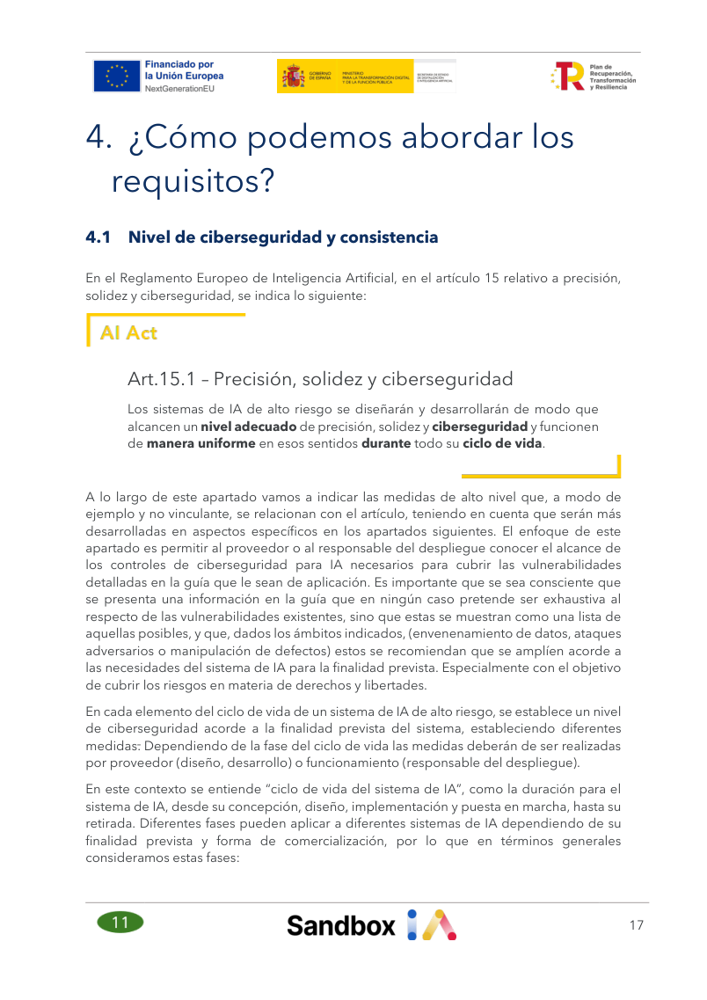 Financiado por
la Unión Europea
NextGenerationEU
GOBIERNO
DE ESPAÑA
MINISTERIO
PARA LA TRANSFORMACIÓN DIGITAL
Y DE LA FUNCIÓN PÚBLICA
SECRETARÍA DE ESTADO
DE DIGITALIZACIÓN
E INTELIGENCIA ARTIFICIAL
Plan de
Recuperación,
Transformación
y Resiliencia
4. ¿Cómo podemos abordar los
requisitos?
4.1 Nivel de ciberseguridad y consistencia
En el Reglamento Europeo de Inteligencia Artificial, en el artículo 15 relativo a precisión,
solidez y ciberseguridad, se indica lo siguiente:
AI Act
Art.15.1 – Precisión, solidez y ciberseguridad
Los sistemas de IA de alto riesgo se diseñarán y desarrollarán de modo que
alcancen un nivel adecuado de precisión, solidez y ciberseguridad y funcionen
de manera uniforme en esos sentidos durante todo su ciclo de vida.
A lo largo de este apartado vamos a indicar las medidas de alto nivel que, a modo de
ejemplo y no vinculante, se relacionan con el artículo, teniendo en cuenta que serán más
desarrolladas en aspectos específicos en los apartados siguientes. El enfoque de este
apartado es permitir al proveedor o al responsable del despliegue conocer el alcance de
los controles de ciberseguridad para IA necesarios para cubrir las vulnerabilidades
detalladas en la guía que le sean de aplicación. Es importante que se sea consciente que
se presenta una información en la guía que en ningún caso pretende ser exhaustiva al
respecto de las vulnerabilidades existentes, sino que estas se muestran como una lista de
aquellas posibles, y que, dados los ámbitos indicados, (envenenamiento de datos, ataques
adversarios o manipulación de defectos) estos se recomiendan que se amplíen acorde a
las necesidades del sistema de IA para la finalidad prevista. Especialmente con el objetivo
de cubrir los riesgos en materia de derechos y libertades.
En cada elemento del ciclo de vida de un sistema de IA de alto riesgo, se establece un nivel
de ciberseguridad acorde a la finalidad prevista del sistema, estableciendo diferentes
medidas: Dependiendo de la fase del ciclo de vida las medidas deberán de ser realizadas
por proveedor (diseño, desarrollo) o funcionamiento (responsable del despliegue).
En este contexto se entiende “ciclo de vida del sistema de IA”, como la duración para el
sistema de IA, desde su concepción, diseño, implementación y puesta en marcha, hasta su
retirada. Diferentes fases pueden aplicar a diferentes sistemas de IA dependiendo de su
finalidad prevista y forma de comercialización, por lo que en términos generales
consideramos estas fases:
11
Sandbox IA
17